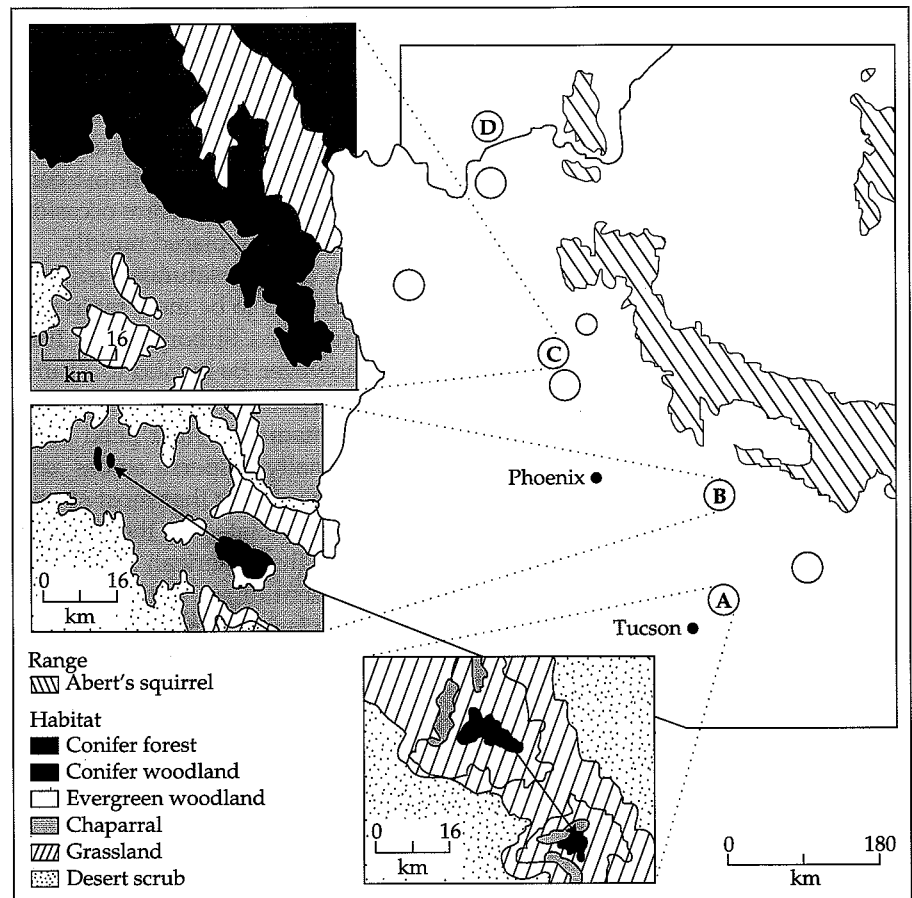 D
C
0 16
km
Phoenix
B
0 16
km
A
Tucson
Range
Abert's squirrel
Habitat
Conifer forest
Conifer woodland
Evergreen woodland
Chaparral
Grassland
Desert scrub
0 16
km
0 180
km